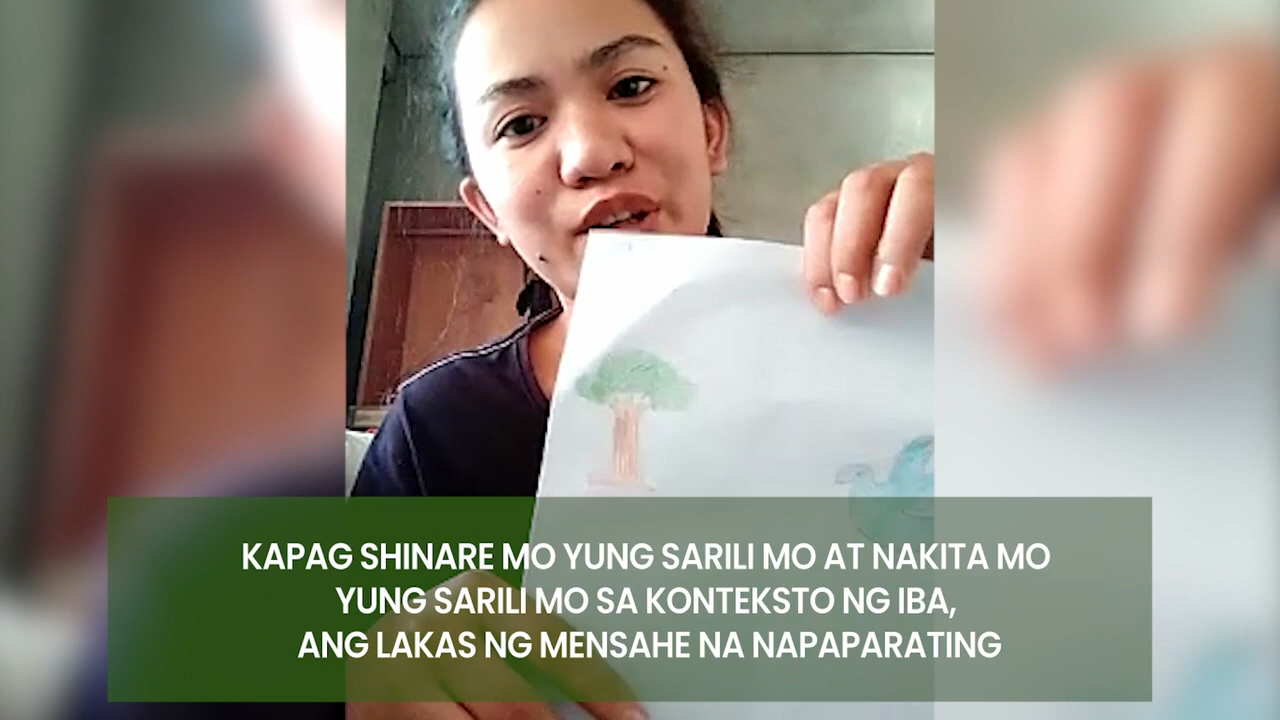 KAPAG SHINARE MO YUNG SARILI MO AT NAKITA MO
YUNG SARILI MO SA KONTEKSTO NG IBA,
ANG LAKAS NG MENSAHE NA NAPAPARATING